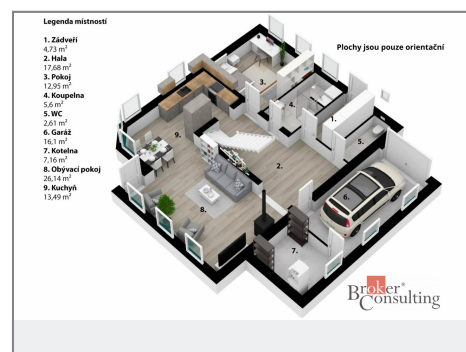 Legenda místností
1. Zádveří
4,73 m²
2. Hala
17,68 m²
3. Pokoj
12,95 m²
4. Koupelna
5,6 m²
5. WC
2,61 m²
6. Garáž
16,1 m²
7. Kotelna
7,16 m²
8. Obývací pokoj
26,14 m²
9. Kuchyň
13,49 m²
Plochy jsou pouze orientační
3.
4.
1.
9.
5.
2.
6.
8.
7.
Broker®
Consulting